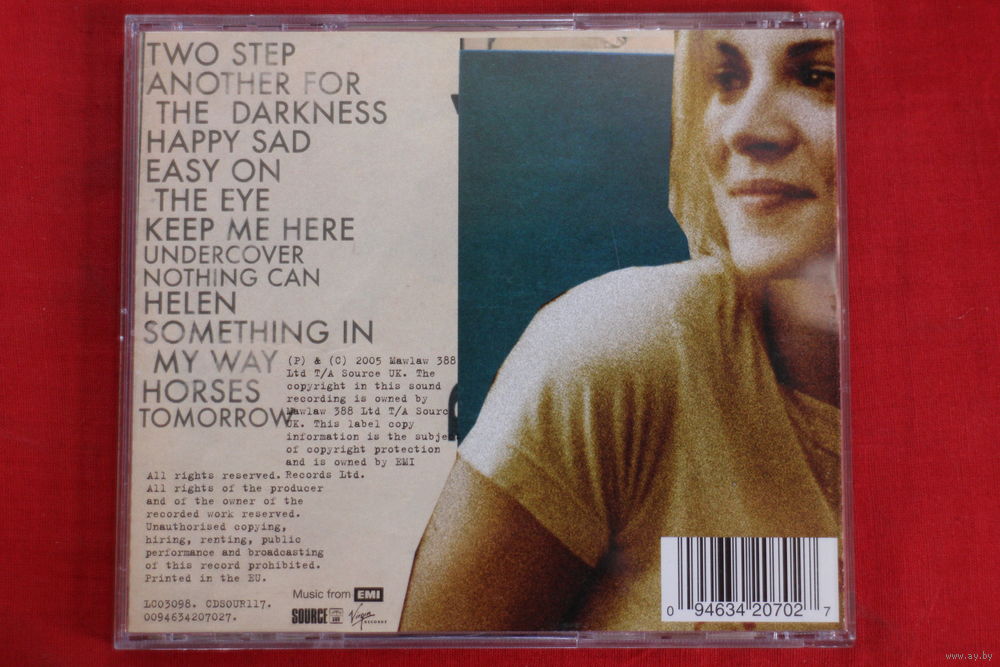 TWO STEP
ANOTHER FOR
THE DARKNESS
HAPPY SAD
EASY ON
THE EYE
KEEP ME HERE
UNDERCOVER
NOTHING CAN
HELEN
SOMETHING IN
MY WAY
HORSES
TOMORROW
(P) & (C) 2005 Mawlaw 388
Ltd T/A Source UK. The
copyright in this sound
recording is owned by
Mawlaw 388 Ltd T/A Sourc
UK. This label copy
information is the subje
of copyright protection
and is owned by EMI
Records Ltd.
All rights reserved.
All rights of the producer
and of the owner of the
recorded work reserved.
Unauthorised copying,
hiring, renting, public
performance and broadcasting
of this record prohibited.
Printed in the EU.
Music from EMI
LC03098. CDSOUR117.
0094634207027.
SOURCE
Virgin
RECORDS
0 94634 20702 7
www.ay.by